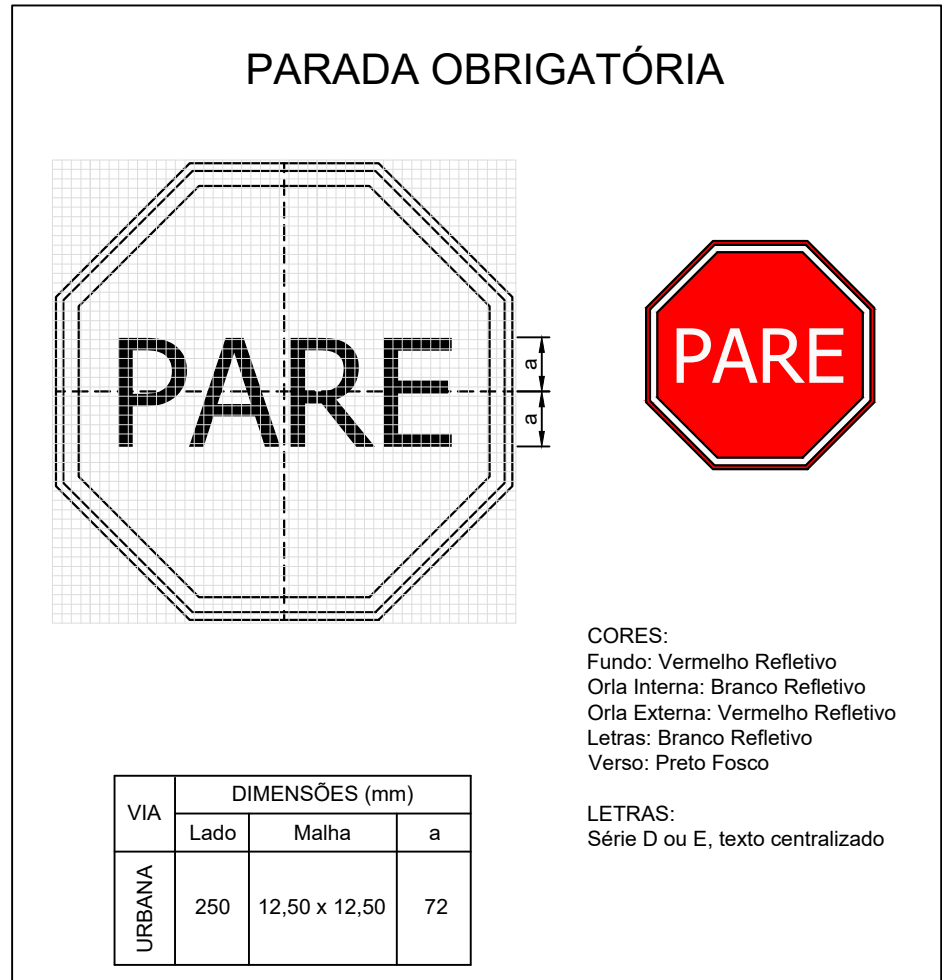 PARADA OBRIGATÓRIA
PARE
a
a
PARE
CORES:
Fundo: Vermelho Refletivo
Orla Interna: Branco Refletivo
Orla Externa: Vermelho Refletivo
Letras: Branco Refletivo
Verso: Preto Fosco
LETRAS:
Série D ou E, texto centralizado
VIA
DIMENSÕES (mm)
Lado Malha a
URBANA
250 12,50 x 12,50 72